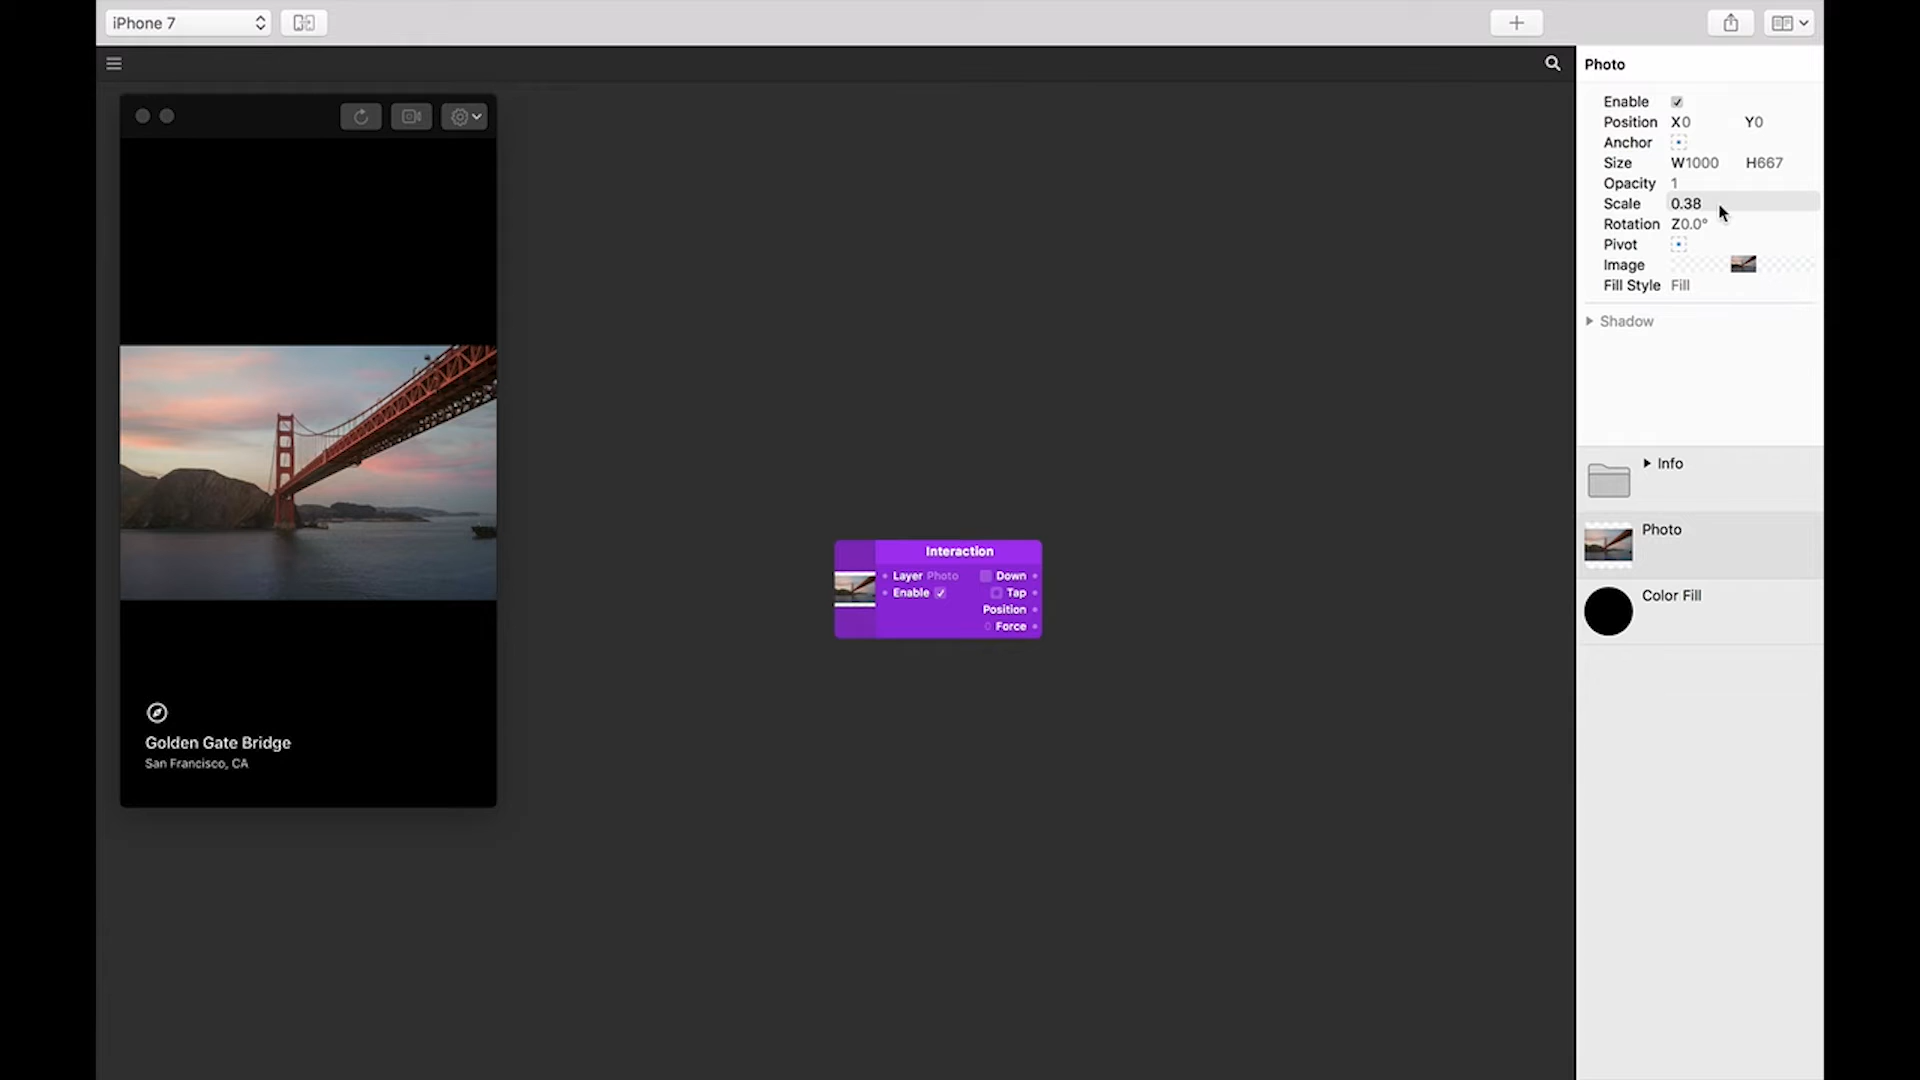 iPhone 7
Photo
Enable
Position X0 Y0
Anchor
Size W1000 H667
Opacity 1
Scale 0.38
Rotation Z0.0°
Pivot
Image
Fill Style Fill
Shadow
Info
Photo
Color Fill
Interaction
Layer Photo Down
Enable Tap
Position
Force
Golden Gate Bridge
San Francisco, CA